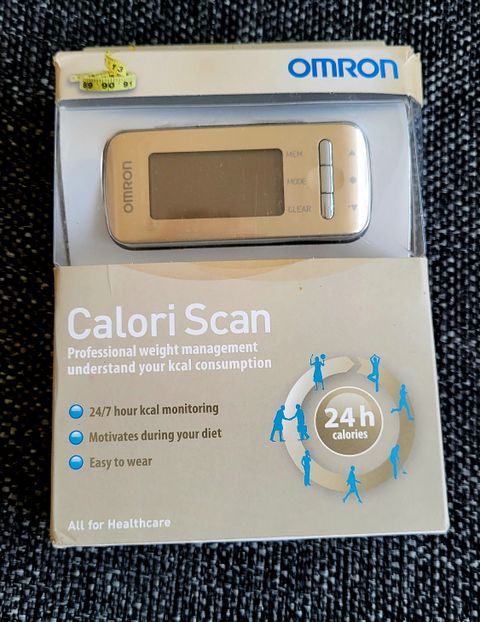 13
89 90 91
OMRON
OMRON
MEM
MODE
CLEAR
Calori Scan
Professional weight management
understand your kcal consumption
24/7 hour kcal monitoring
Motivates during your diet
Easy to wear
24 h
calories
All for Healthcare